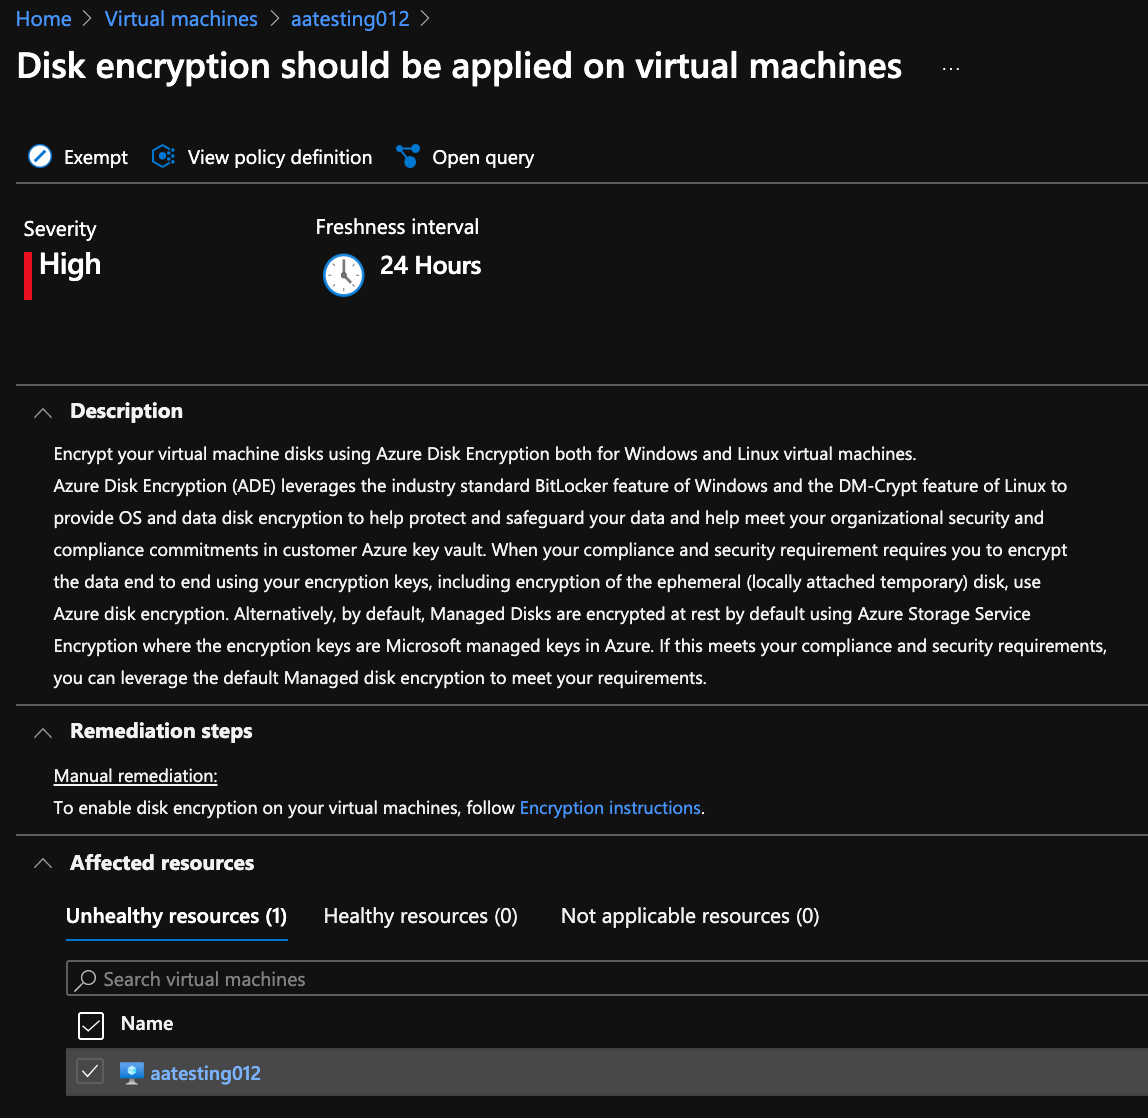 Home > Virtual machines > aatesting012 >
Disk encryption should be applied on virtual machines ...
Exempt View policy definition Open query
Severity Freshness interval
High 24 Hours
Description
Encrypt your virtual machine disks using Azure Disk Encryption both for Windows and Linux virtual machines.
Azure Disk Encryption (ADE) leverages the industry standard BitLocker feature of Windows and the DM-Crypt feature of Linux to
provide OS and data disk encryption to help protect and safeguard your data and help meet your organizational security and
compliance commitments in customer Azure key vault. When your compliance and security requirement requires you to encrypt
the data end to end using your encryption keys, including encryption of the ephemeral (locally attached temporary) disk, use
Azure disk encryption. Alternatively, by default, Managed Disks are encrypted at rest by default using Azure Storage Service
Encryption where the encryption keys are Microsoft managed keys in Azure. If this meets your compliance and security requirements,
you can leverage the default Managed disk encryption to meet your requirements.
Remediation steps
Manual remediation:
To enable disk encryption on your virtual machines, follow Encryption instructions.
Affected resources
Unhealthy resources (1) Healthy resources (0) Not applicable resources (0)
Search virtual machines
Name
aatesting012